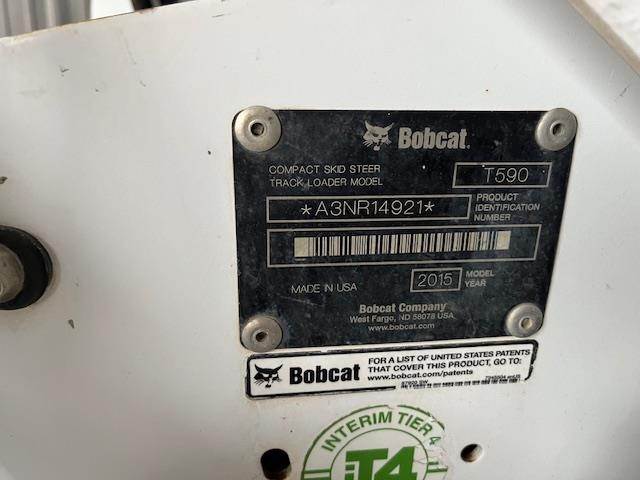 Bobcat®
COMPACT SKID STEER
TRACK LOADER MODEL
T590
*A3NR14921*
PRODUCT
IDENTIFICATION
NUMBER
MADE IN USA
2015
MODEL
YEAR
Bobcat Company
West Fargo, ND 58078 USA
www.bobcat.com
Bobcat
FOR A LIST OF UNITED STATES PATENTS
THAT COVER THIS PRODUCT, GO TO:
www.bobcat.com/patents
INTERIM TIER 4
iT4